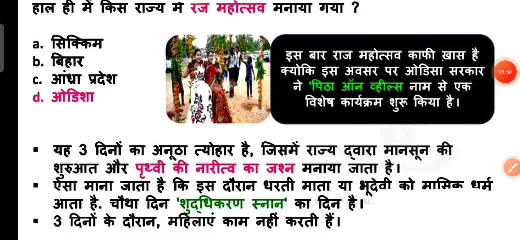 हाल ही में किस राज्य में रज महोत्सव मनाया गया ?
a. सिक्किम
b. बिहार
c. आंध्रा प्रदेश
d. ओडिशा
इस बार राज महोत्सव काफी ख़ास है
क्योकि इस अवसर पर ओडिसा सरकार
ने 'पिठा ऑन व्हील्स नाम से एक
विशेष कार्यक्रम शुरू किया है।
यह 3 दिनों का अनूठा त्योहार है, जिसमें राज्य द्वारा मानसून की
शुरुआत और पृथ्वी की नारीत्व का जश्न मनाया जाता है।
ऐसा माना जाता है कि इस दौरान धरती माता या भूदेवी को मासिक धर्म
आता है. चौथा दिन 'शुद्धिकरण स्नान' का दिन है।
3 दिनों के दौरान, महिलाएं काम नहीं करती हैं।